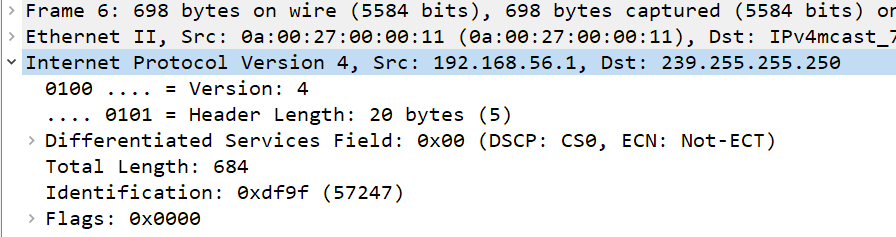 Frame 6: 698 bytes on wire (5584 bits), 698 bytes captured (5584 bits) on
Ethernet II, Src: 0a:00:27:00:00:11 (0a:00:27:00:00:11), Dst: IPv4mcast_7
Internet Protocol Version 4, Src: 192.168.56.1, Dst: 239.255.255.250
0100 .... = Version: 4
.... 0101 = Header Length: 20 bytes (5)
Differentiated Services Field: 0x00 (DSCP: CS0, ECN: Not-ECT)
Total Length: 684
Identification: 0xdf9f (57247)
Flags: 0x0000